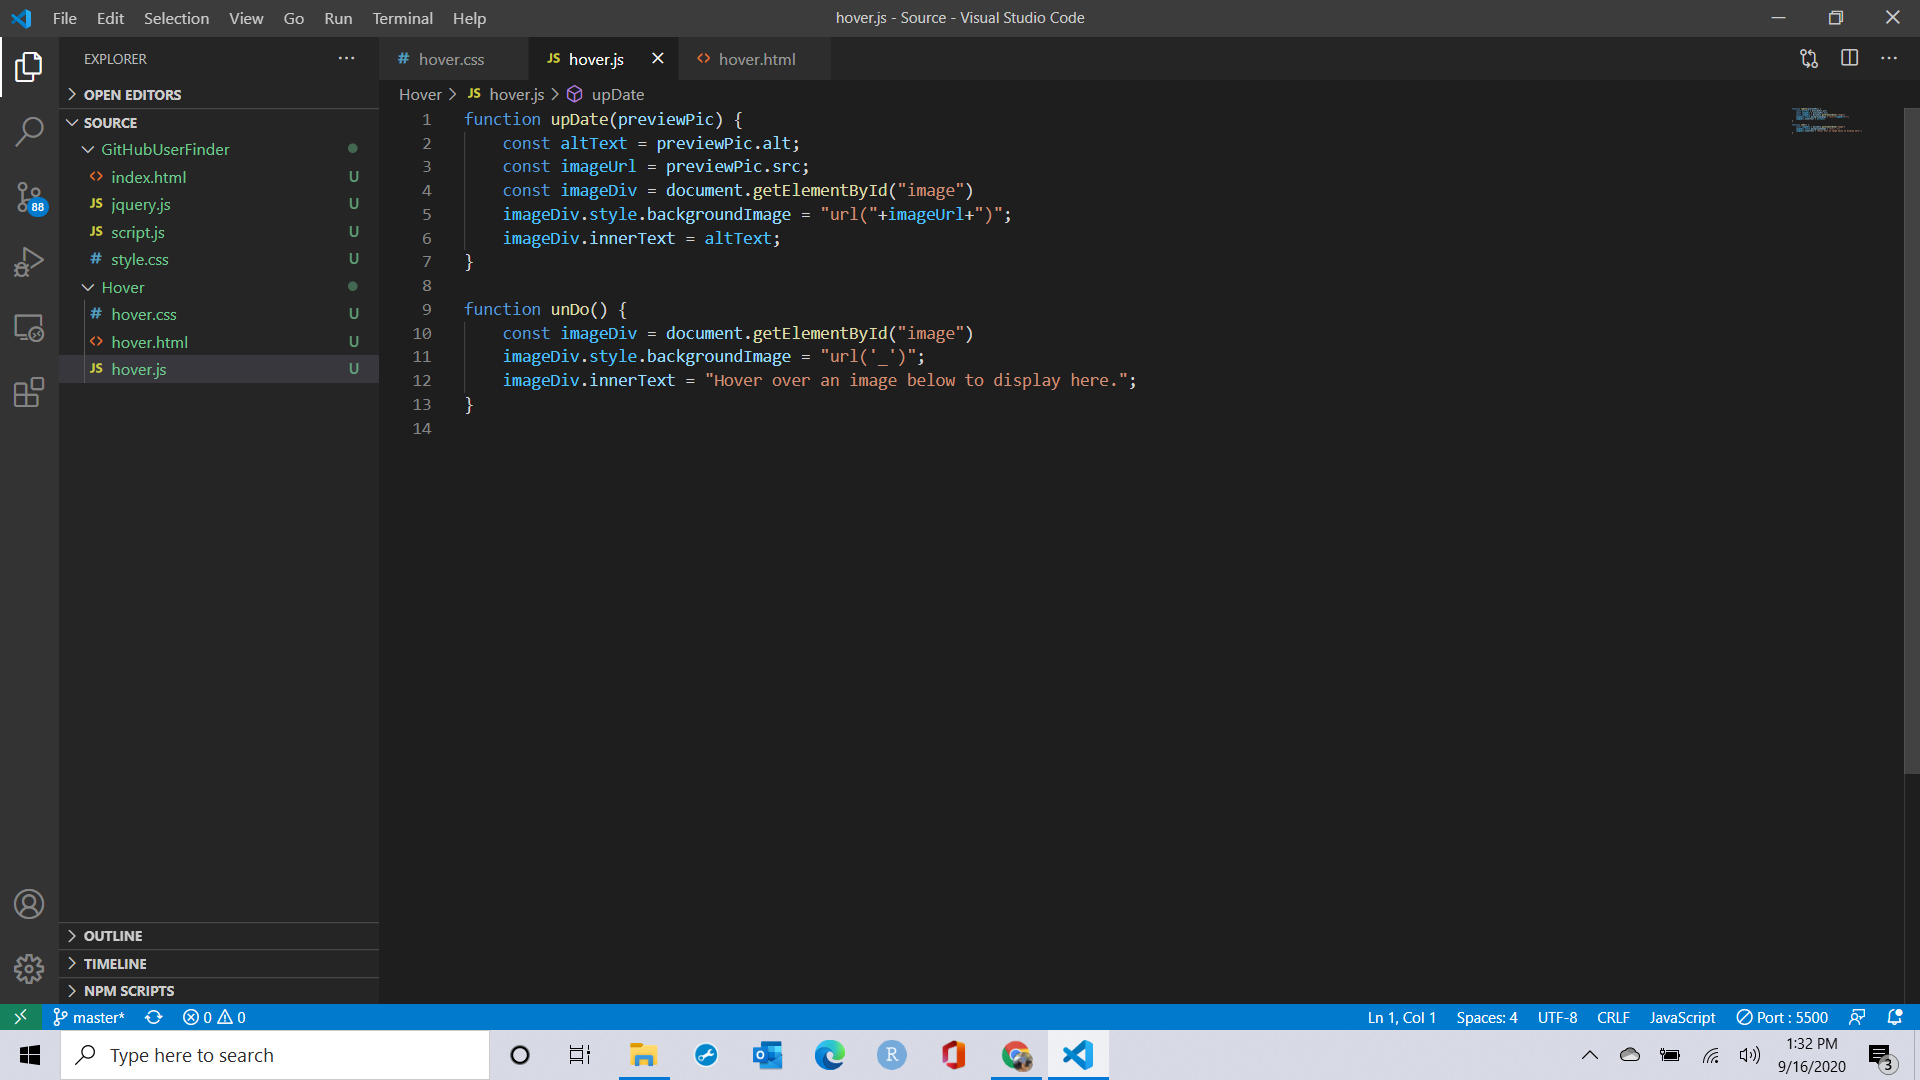 File Edit Selection View Go Run Terminal Help
hover.js - Source - Visual Studio Code
EXPLORER
# hover.css
JS hover.js
<> hover.html
OPEN EDITORS
Hover > JS hover.js > upDate
SOURCE
GitHubUserFinder
<> index.html U
JS jquery.js U
JS script.js U
# style.css U
Hover
# hover.css U
<> hover.html U
JS hover.js U
88
1 function upDate(previewPic) {
2 const altText = previewPic.alt;
3 const imageUrl = previewPic.src;
4 const imageDiv = document.getElementById("image")
5 imageDiv.style.backgroundImage = "url("+imageUrl+")";
6 imageDiv.innerText = altText;
7 }
8
9 function unDo() {
10 const imageDiv = document.getElementById("image")
11 imageDiv.style.backgroundImage = "url('_')";
12 imageDiv.innerText = "Hover over an image below to display here.";
13 }
14
OUTLINE
TIMELINE
NPM SCRIPTS
master* 0 0
Ln 1, Col 1 Spaces: 4 UTF-8 CRLF JavaScript Port : 5500
Type here to search
R
1:32 PM
9/16/2020
3